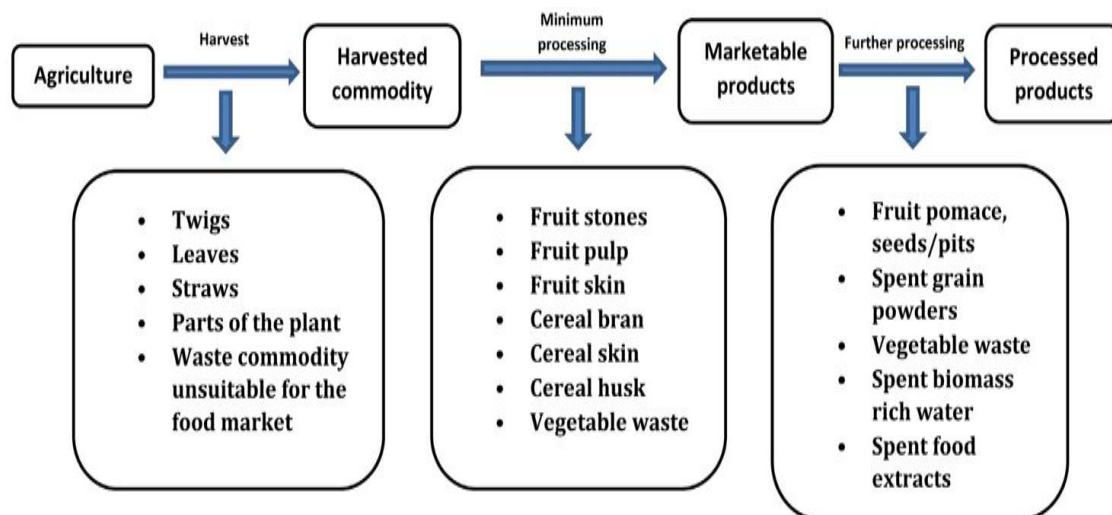 Agriculture
Harvest
Harvested
commodity
Minimum
processing
Marketable
products
Further processing
Processed
products
• Twigs
• Leaves
• Straws
• Parts of the plant
• Waste commodity
unsuitable for the
food market
• Fruit stones
• Fruit pulp
• Fruit skin
• Cereal bran
• Cereal skin
• Cereal husk
• Vegetable waste
• Fruit pomace,
seeds/pits
• Spent grain
powders
• Vegetable waste
• Spent biomass
rich water
• Spent food
extracts